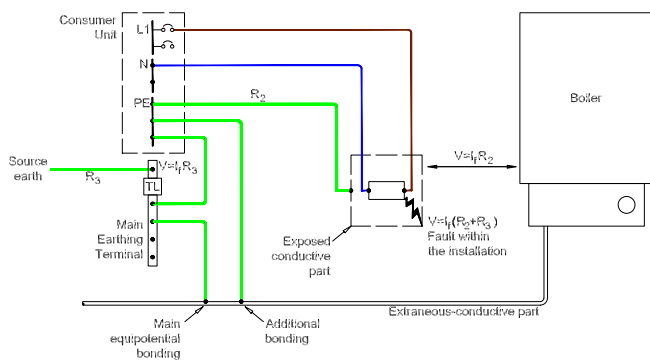 Consumer
Unit
L1
N
PE
R2
Boiler
Source
earth
R3
V=IfR3
TL
V=IfR2
Main
Earthing
Terminal
V=If(R2+R3)
Fault within
the installation
Exposed
conductive
part
Extraneous-conductive part
Main
equipotential
bonding
Additional
bonding